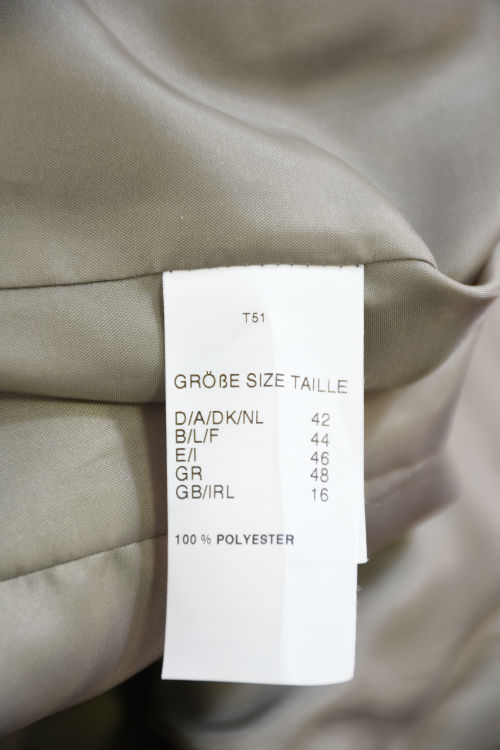 T51
GRÖßE SIZE TAILLE
D/A/DK/NL 42
B/L/F 44
E/I 46
GR 48
GB/IRL 16
100 % POLYESTER